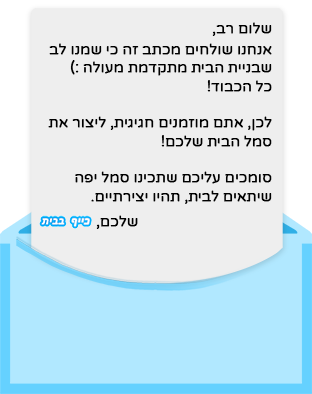 שלום רב,
אנחנו שולחים מכתב זה כי שמנו לב
שבניית הבית מתקדמת מעולה :)
כל הכבוד!
לכן, אתם מוזמנים חגיגית, ליצור את
סמל הבית שלכם!
סומכים עליכם שתכינו סמל יפה
שיתאים לבית, תהיו יצירתיים.
שלכם, כייף בבית